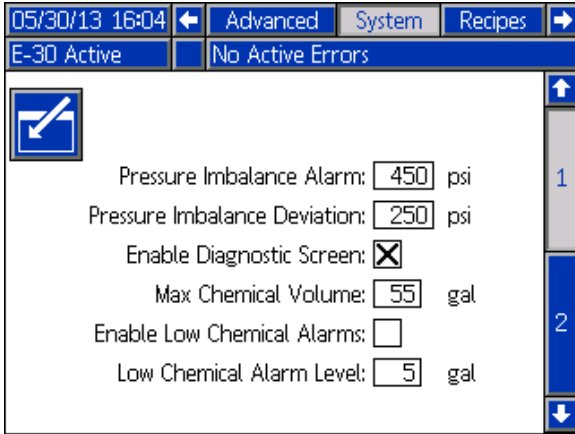 05/30/13 16:04 Advanced System Recipes
E-30 Active No Active Errors
Pressure Imbalance Alarm: 450 psi
1
Pressure Imbalance Deviation: 250 psi
Enable Diagnostic Screen:
Max Chemical Volume: 55 gal
Enable Low Chemical Alarms:
2
Low Chemical Alarm Level: 5 gal